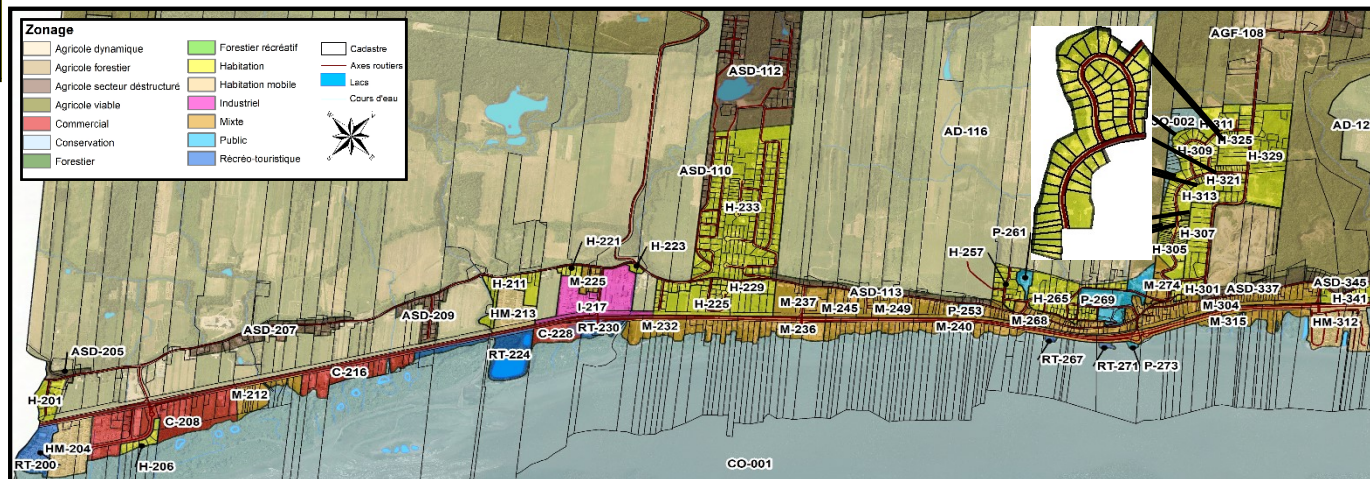 Zonage
Agricole dynamique
Agricole forestier
Agricole secteur déstructuré
Agricole viable
Commercial
Conservation
Forestier
Forestier récréatif
Habitation
Habitation mobile
Industriel
Mixte
Public
Récréo-touristique
Cadastre
Axes routiers
Lacs
Cours d'eau
AGF-108
ASD-112
AD-116
H-311
H-325
H-309
H-329
ASD-110
H-321
H-313
H-233
P-261
H-307
H-221
H-223
H-257
H-305
H-211
M-225
H-229
ASD-113
H-265
P-269
M-274
H-301
ASD-337
ASD-345
H-341
I-217
H-225
M-237
M-245
M-249
P-253
M-304
HM-213
ASD-209
ASD-207
C-228
RT-230
M-232
M-236
M-240
M-268
M-315
HM-312
RT-224
RT-267
RT-271
P-273
ASD-205
C-216
M-212
H-201
C-208
HM-204
RT-200
H-206
CO-001